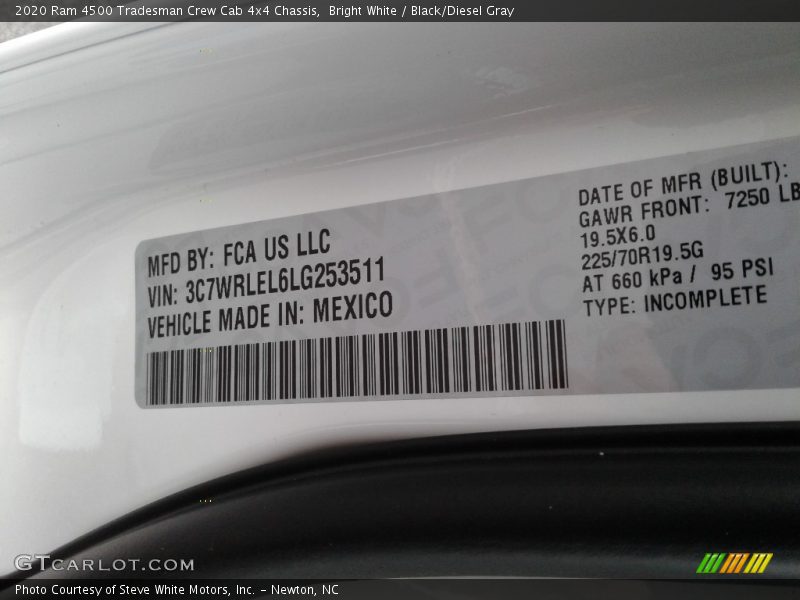 2020 Ram 4500 Tradesman Crew Cab 4x4 Chassis,  Bright White / Black/Diesel Gray
MFD BY: FCA US LLC
VIN: 3C7WRLEL6LG253511
VEHICLE MADE IN: MEXICO
DATE OF MFR (BUILT):
GAWR FRONT: 7250 LB
19.5X6.0
225/70R19.5G
AT 660 kPa / 95 PSI
TYPE: INCOMPLETE
GTCARLOT.COM
Photo Courtesy of Steve White Motors, Inc. – Newton, NC